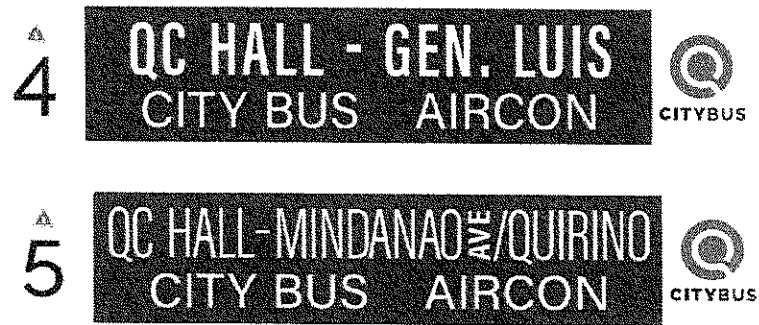 4
QC HALL - GEN. LUIS
CITY BUS AIRCON
CITYBUS
5
QC HALL-MINDANAO AVE/QUIRINO
CITY BUS AIRCON
CITYBUS